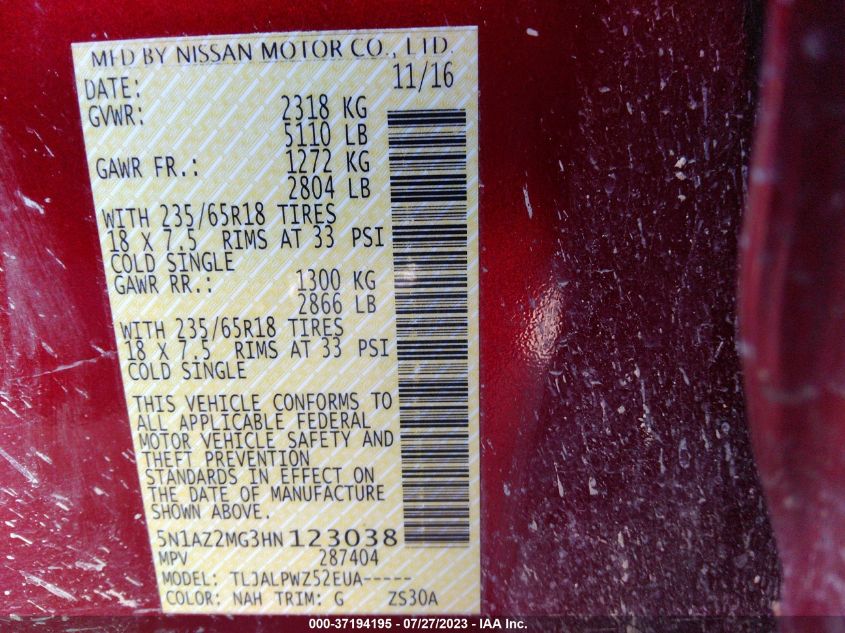 MFD BY NISSAN MOTOR CO., LTD.
DATE: 11/16
GVWR: 2318 KG
5110 LB
GAWR FR.: 1272 KG
2804 LB
WITH 235/65R18 TIRES
18 X 7.5 RIMS AT 33 PSI
COLD SINGLE
GAWR RR.: 1300 KG
2866 LB
WITH 235/65R18 TIRES
18 X 7.5 RIMS AT 33 PSI
COLD SINGLE
THIS VEHICLE CONFORMS TO
ALL APPLICABLE FEDERAL
MOTOR VEHICLE SAFETY AND
THEFT PREVENTION
STANDARDS IN EFFECT ON
THE DATE OF MANUFACTURE
SHOWN ABOVE.
5N1AZ2MG3HN123038
MPV 287404
MODEL: TLJALPWZ52EUA-----
COLOR: NAH TRIM: G ZS30A
000-37194195 - 07/27/2023 - IAA Inc.